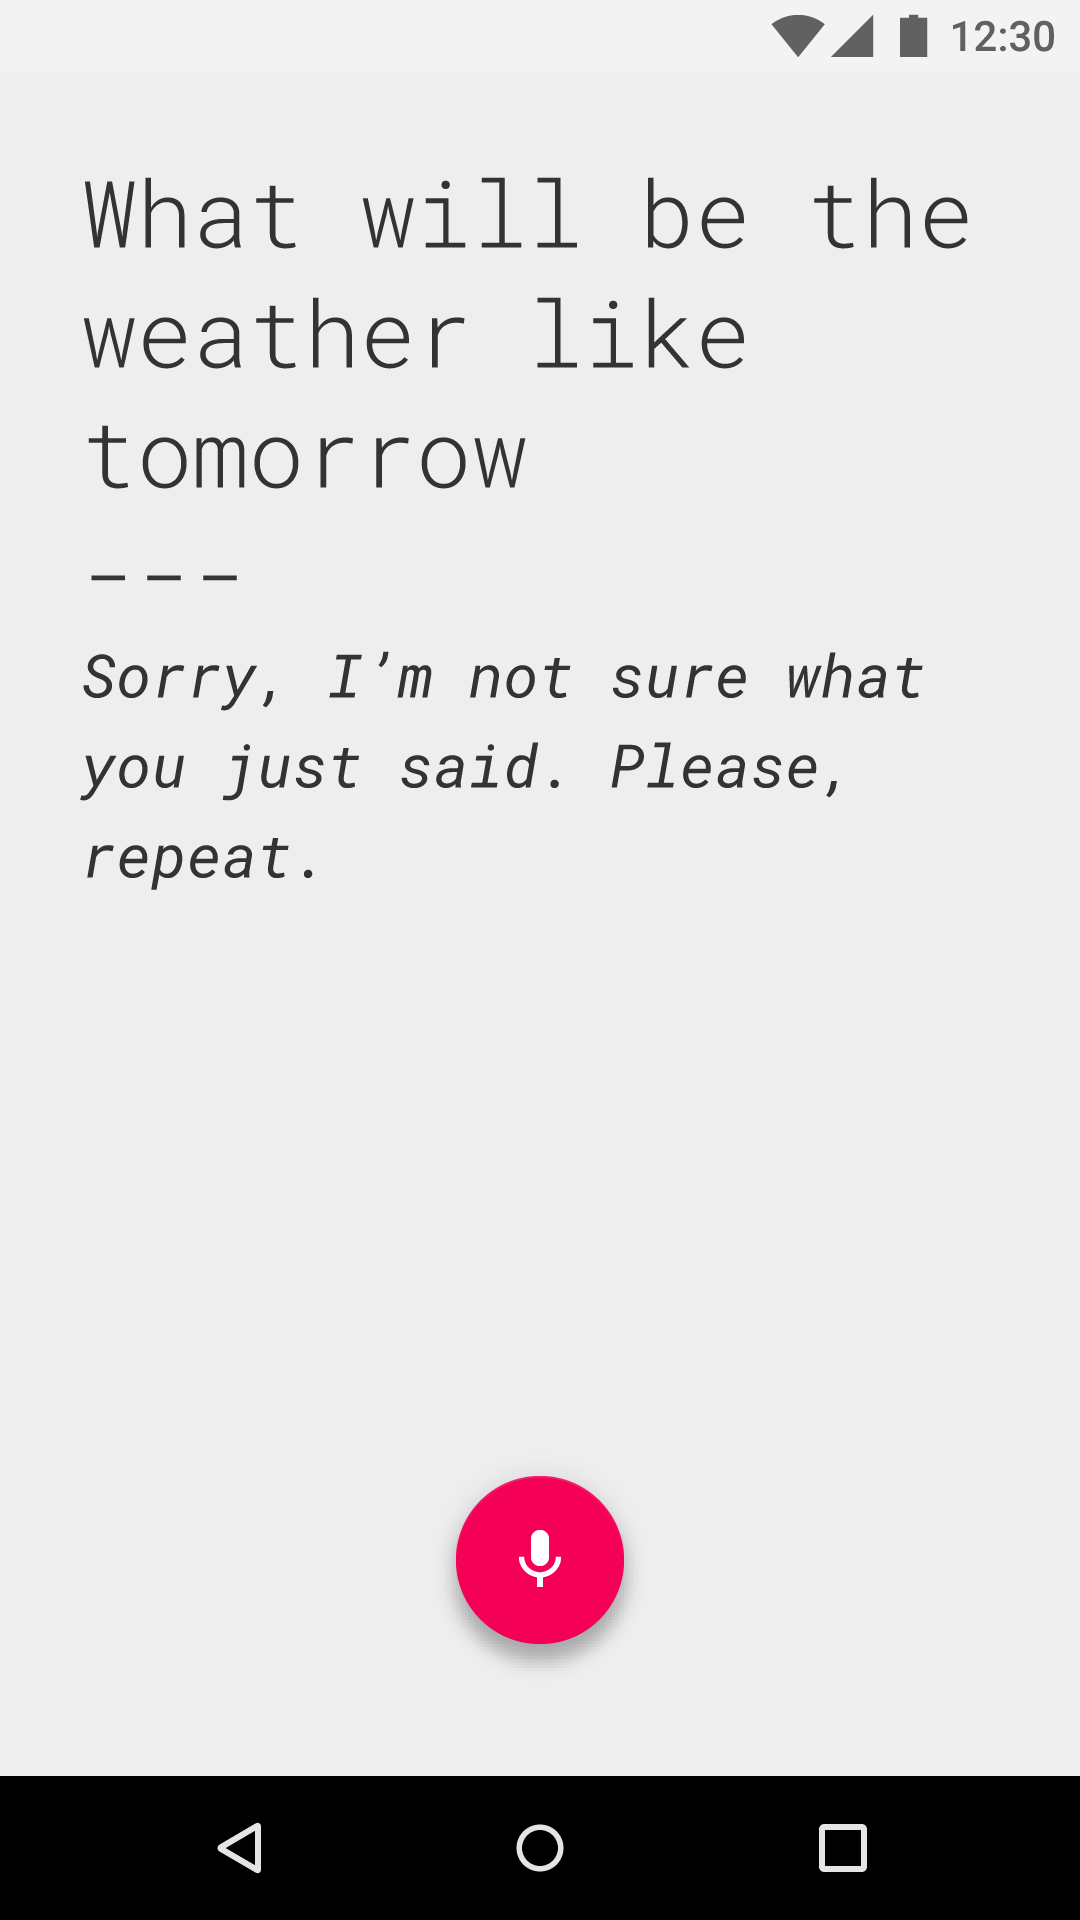 12:30
What will be the
weather like
tomorrow
---
Sorry, I’m not sure what
you just said. Please,
repeat.